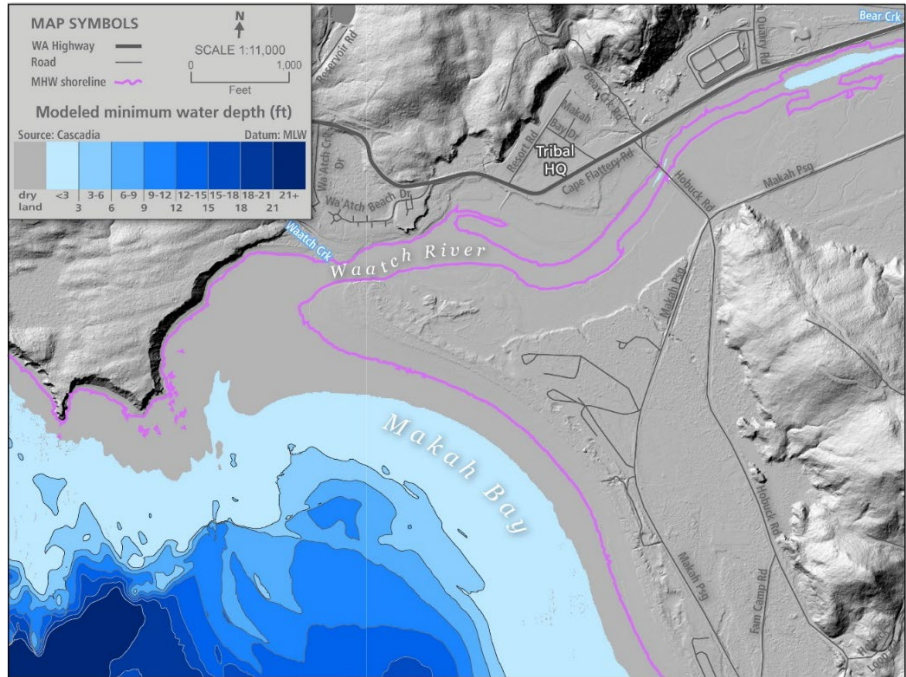 MAP SYMBOLS
WA Highway
Road
MHW shoreline
N
SCALE 1:11,000
0 1,000
Feet
Modeled minimum water depth (ft)
Source: Cascadia Datum: MLW
dry land <3 3-6 6-9 9-12 12-15 15-18 18-21 21+
3 6 9 12 15 18 21
Reservoir Rd
Bear Crk
Quarry Rd
Makah Bay Dr
Resort Rd
Tribal HQ
Cape Flattery Rd
Hobuck Rd
Makah Psg
Wa'Atch Beach Dr
Waatch Crk
Waatch River
Makah Psg
Makah Bay
Hobuck Rd
Makah Psg
Fam Camp Rd